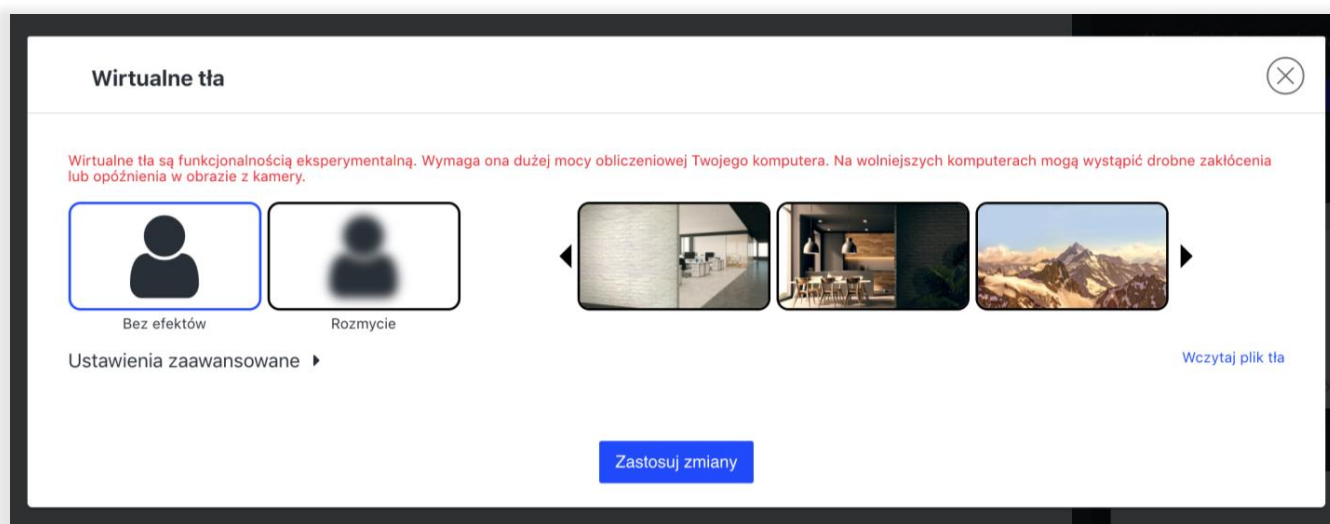 Wirtualne tła
Wirtualne tła są funkcjonalnością eksperymentalną. Wymaga ona dużej mocy obliczeniowej Twojego komputera. Na wolniejszych komputerach mogą wystąpić drobne zakłócenia
lub opóźnienia w obrazie z kamery.
Bez efektów
Rozmycie
Ustawienia zaawansowane
Wczytaj plik tła
Zastosuj zmiany